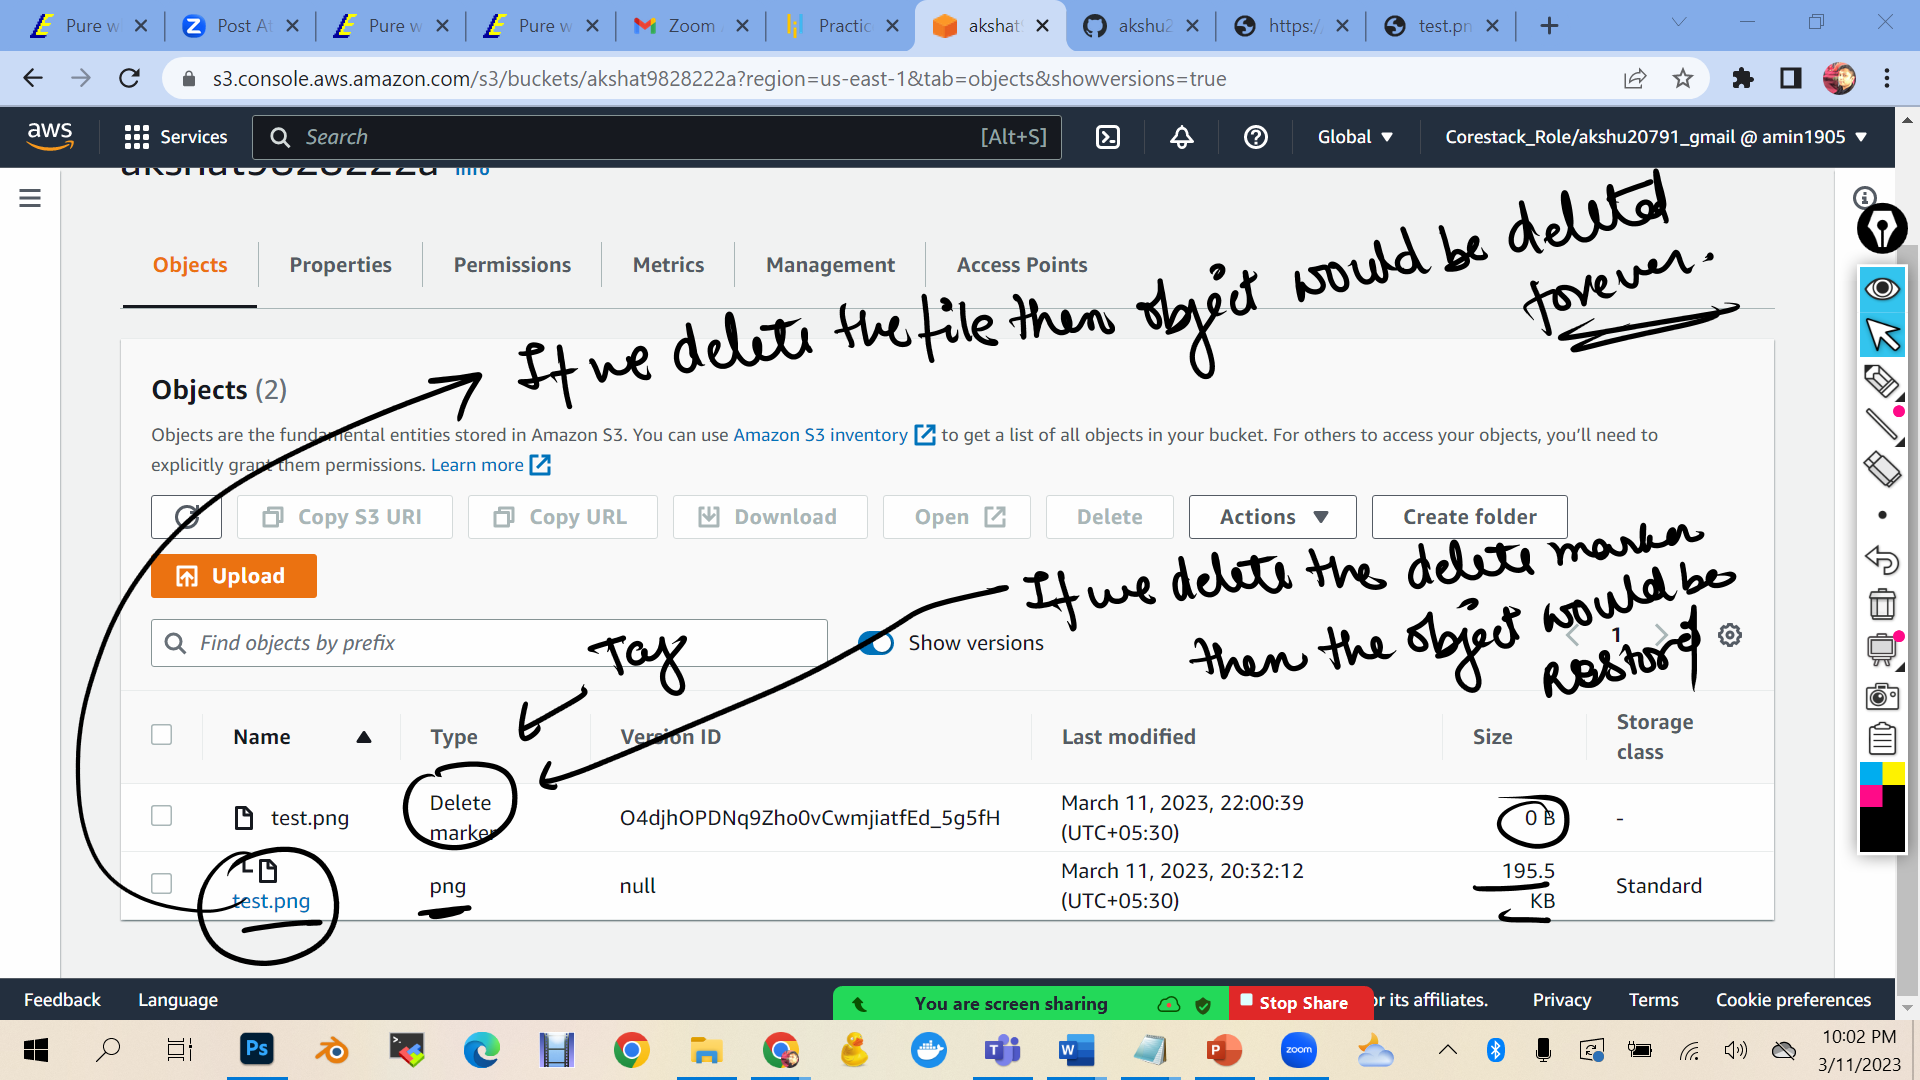 Pure w
Post At
Pure w
Pure w
Zoom
Practic
akshat9
akshu2
https:/
test.pn
s3.console.aws.amazon.com/s3/buckets/akshat9828222a?region=us-east-1&tab=objects&showversions=true
aws
Services
Search
[Alt+S]
Global
Corestack_Role/akshu20791_gmail @ amin1905
akshat9828222a Info
Objects
Properties
Permissions
Metrics
Management
Access Points
If we delete the file then object would be deleted
forever.
Objects (2)
Objects are the fundamental entities stored in Amazon S3. You can use Amazon S3 inventory to get a list of all objects in your bucket. For others to access your objects, you'll need to
explicitly grant them permissions. Learn more
Copy S3 URI
Copy URL
Download
Open
Delete
Actions
Create folder
Upload
If we delete the delete marker
then the object would be
restored
Find objects by prefix
Tag
Show versions
1
Name
Type
Version ID
Last modified
Size
Storage
class
test.png
Delete
marker
O4djhOPDNq9Zho0vCwmjiatfEd_5g5fH
March 11, 2023, 22:00:39
(UTC+05:30)
0 B
-
test.png
png
null
March 11, 2023, 20:32:12
(UTC+05:30)
195.5
KB
Standard
Feedback
Language
You are screen sharing
Stop Share
or its affiliates.
Privacy
Terms
Cookie preferences
Ps
W
P
zoom
10:02 PM
3/11/2023